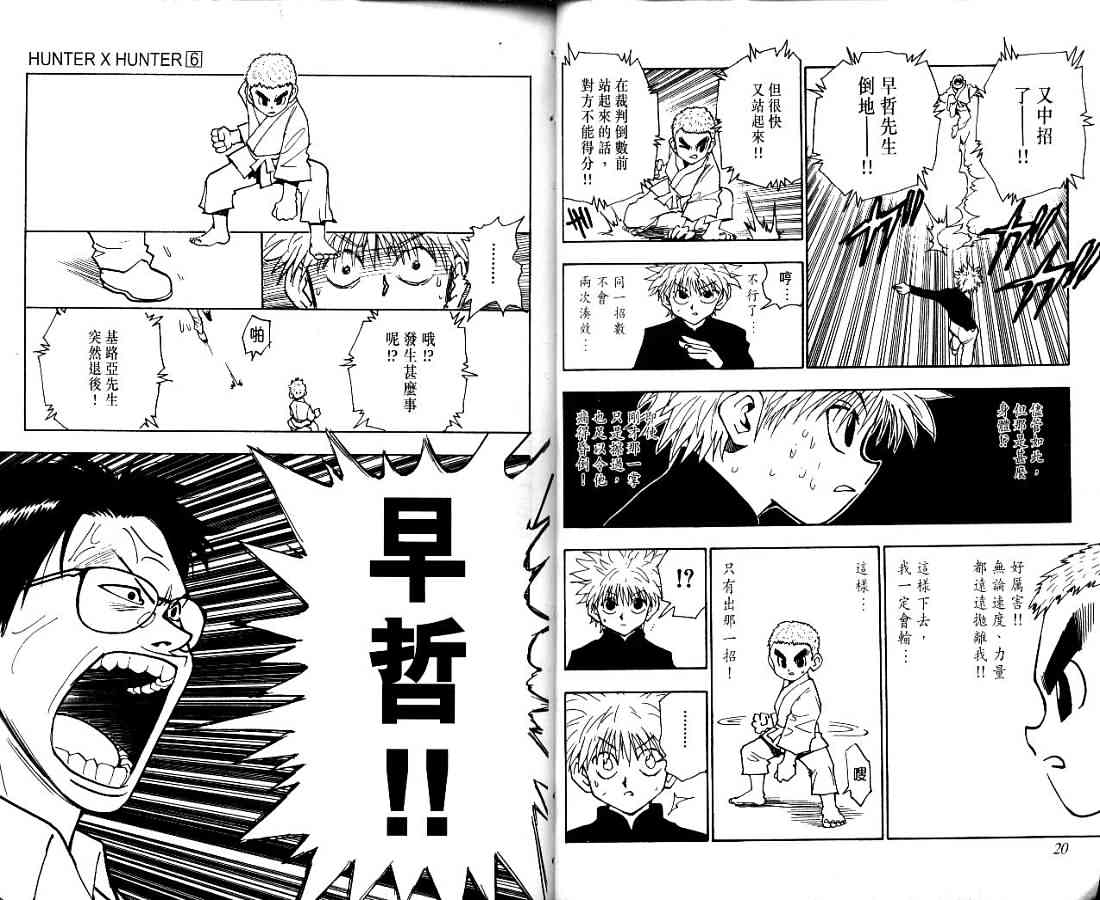 又中招
了——!!
早哲先生
倒地——!!
但很快
又站起來!!
在裁判倒數前
站起來的話，
對方不能得分!!
哼…
不行了…
同一招數
不會
兩次湊效…
儘管如此，
但那是甚麼
身體!?
即使
剛才那一掌
只是擦過，
也足以令他
當符昏倒！
好厲害!!
無論速度、力量
都遠遠拋離我!!
這樣下去，
我一定會輸…
這樣…
只有出那一招！
嗖
!?
………
20
HUNTER X HUNTER 6
………
哦!?
發生甚麼事
呢!?
啪
基路亞先生
突然退後！
早哲!!